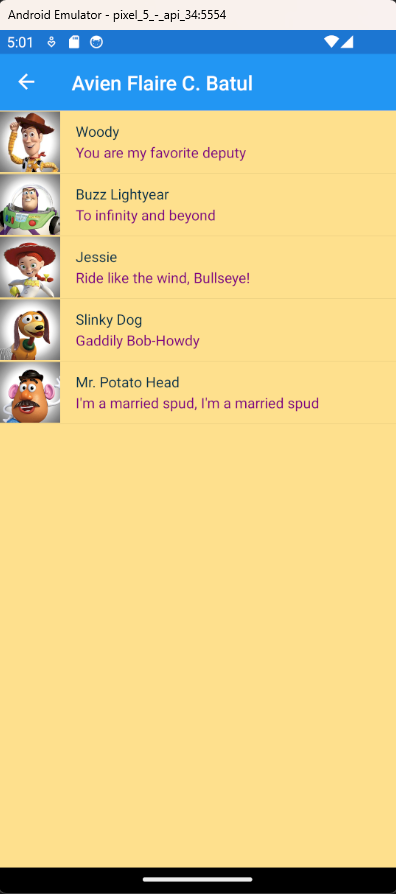 Android Emulator - pixel_5_-_api_34:5554
5:01
Avien Flaire C. Batul
Woody
You are my favorite deputy
Buzz Lightyear
To infinity and beyond
Jessie
Ride like the wind, Bullseye!
Slinky Dog
Gaddily Bob-Howdy
Mr. Potato Head
I'm a married spud, I'm a married spud